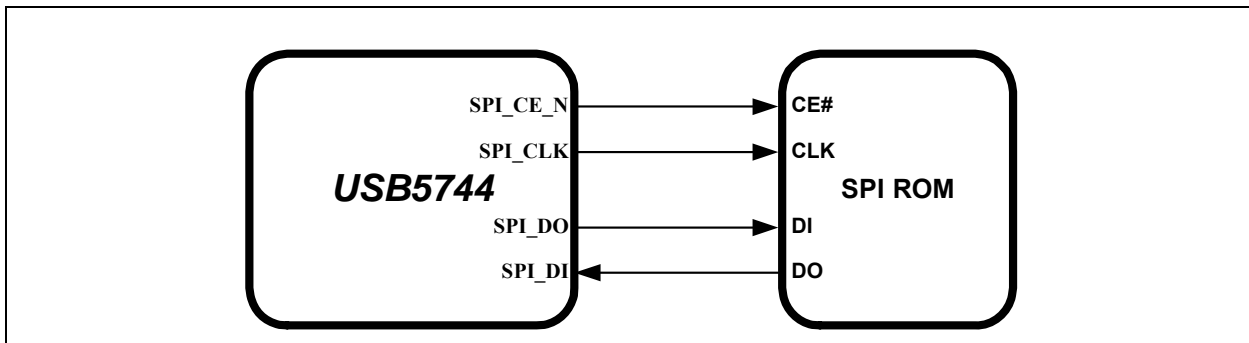 SPI_CE_N CE#
SPI_CLK CLK
USB5744 SPI ROM
SPI_DO DI
SPI_DI DO